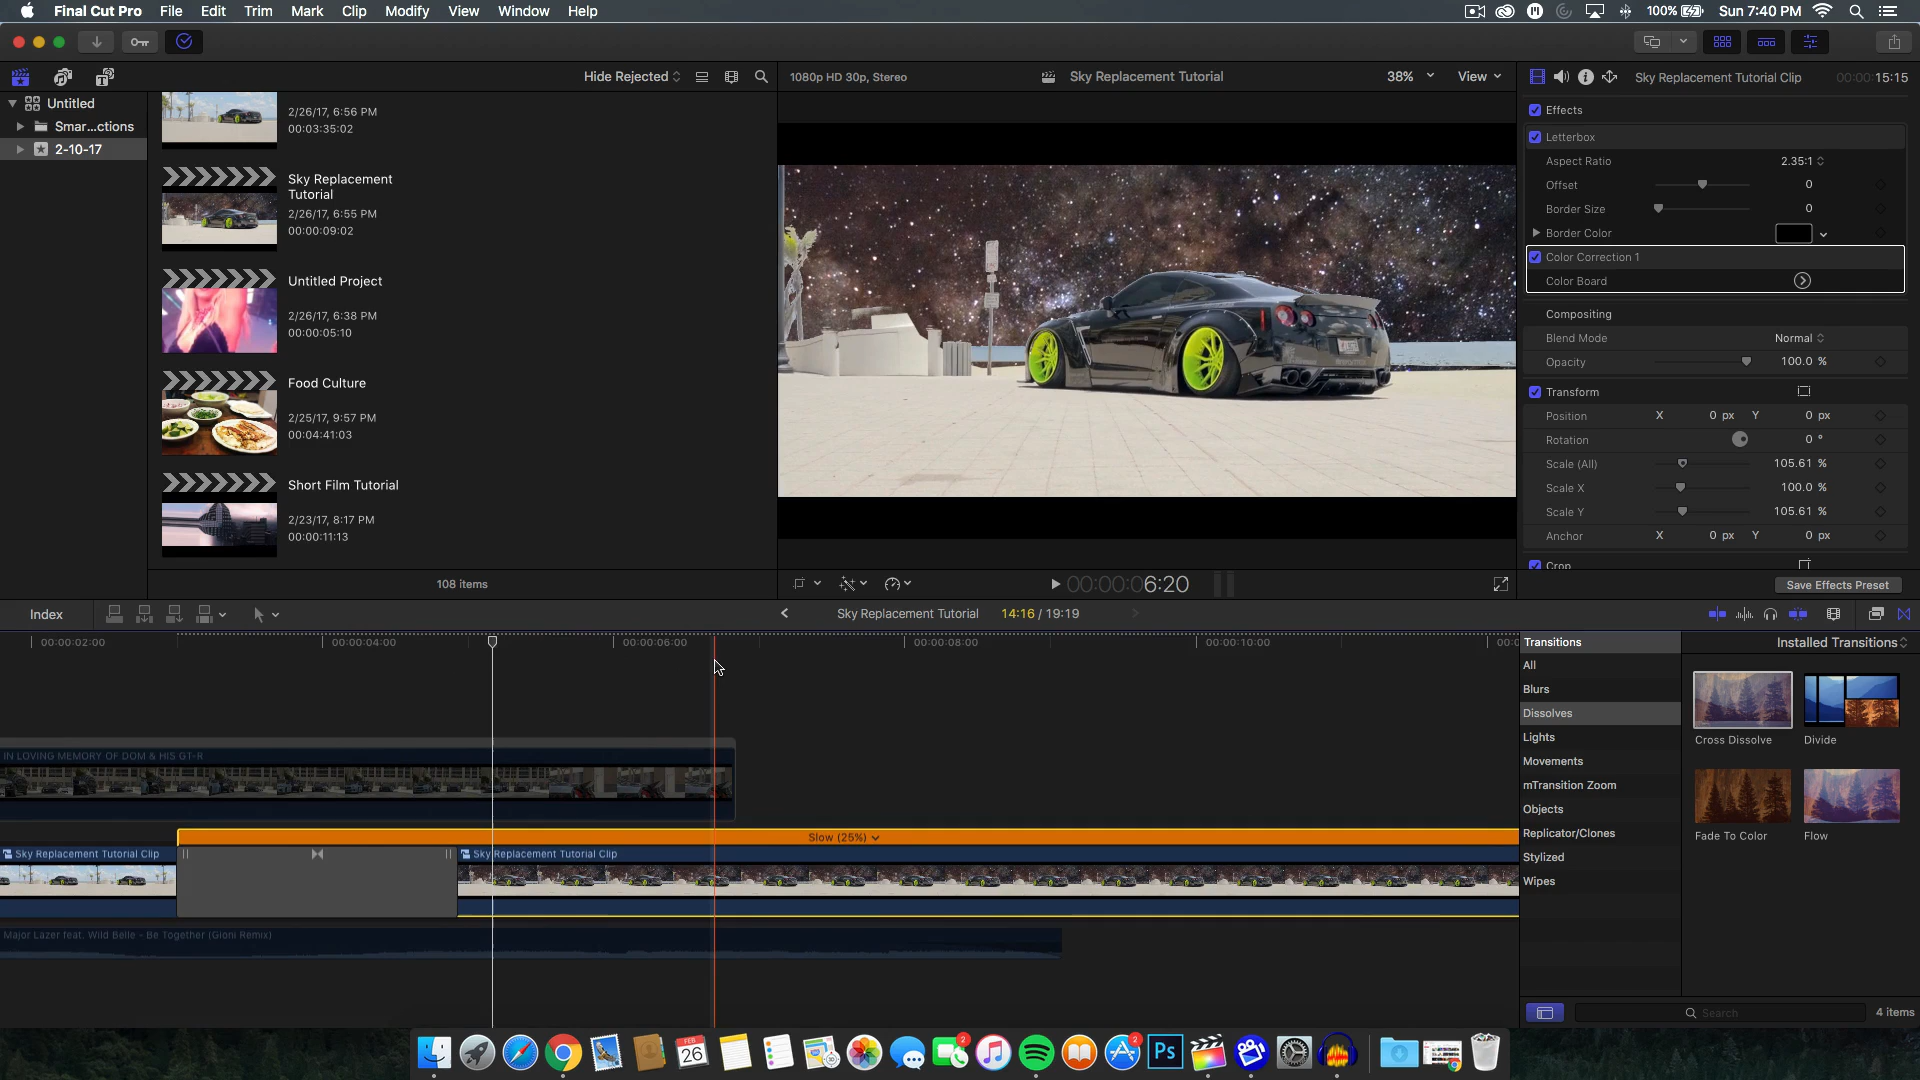 Final Cut Pro File Edit Trim Mark Clip Modify View Window Help 100% Sun 7:40 PM
Hide Rejected 1080p HD 30p, Stereo Sky Replacement Tutorial 38% View Sky Replacement Tutorial Clip 00:00:15:15
Untitled
Smar...ctions
2-10-17
2/26/17, 6:56 PM
00:03:35:02
Sky Replacement
Tutorial
2/26/17, 6:55 PM
00:00:09:02
Untitled Project
2/26/17, 6:38 PM
00:00:05:10
Food Culture
2/25/17, 9:57 PM
00:04:41:03
Short Film Tutorial
2/23/17, 8:17 PM
00:00:11:13
108 items
Effects
Letterbox
Aspect Ratio 2.35:1
Offset 0
Border Size 0
Border Color
Color Correction 1
Color Board
Compositing
Blend Mode Normal
Opacity 100.0 %
Transform
Position X 0 px Y 0 px
Rotation 0 °
Scale (All) 105.61 %
Scale X 100.0 %
Scale Y 105.61 %
Anchor X 0 px Y 0 px
Crop
00:00:06:20
Save Effects Preset
Index Sky Replacement Tutorial 14:16 / 19:19
00:00:02:00 00:00:04:00 00:00:06:00 00:00:08:00 00:00:10:00
IN LOVING MEMORY OF DOM & HIS GT-R
Slow (25%)
Sky Replacement Tutorial Clip Sky Replacement Tutorial Clip
Major Lazer feat. Wild Belle - Be Together (Gioni Remix)
Transitions Installed Transitions
All
Blurs
Dissolves
Lights
Movements
mTransition Zoom
Objects
Replicator/Clones
Stylized
Wipes
Cross Dissolve Divide
Fade To Color Flow
Search 4 items
FEB
26
2
2
Ps